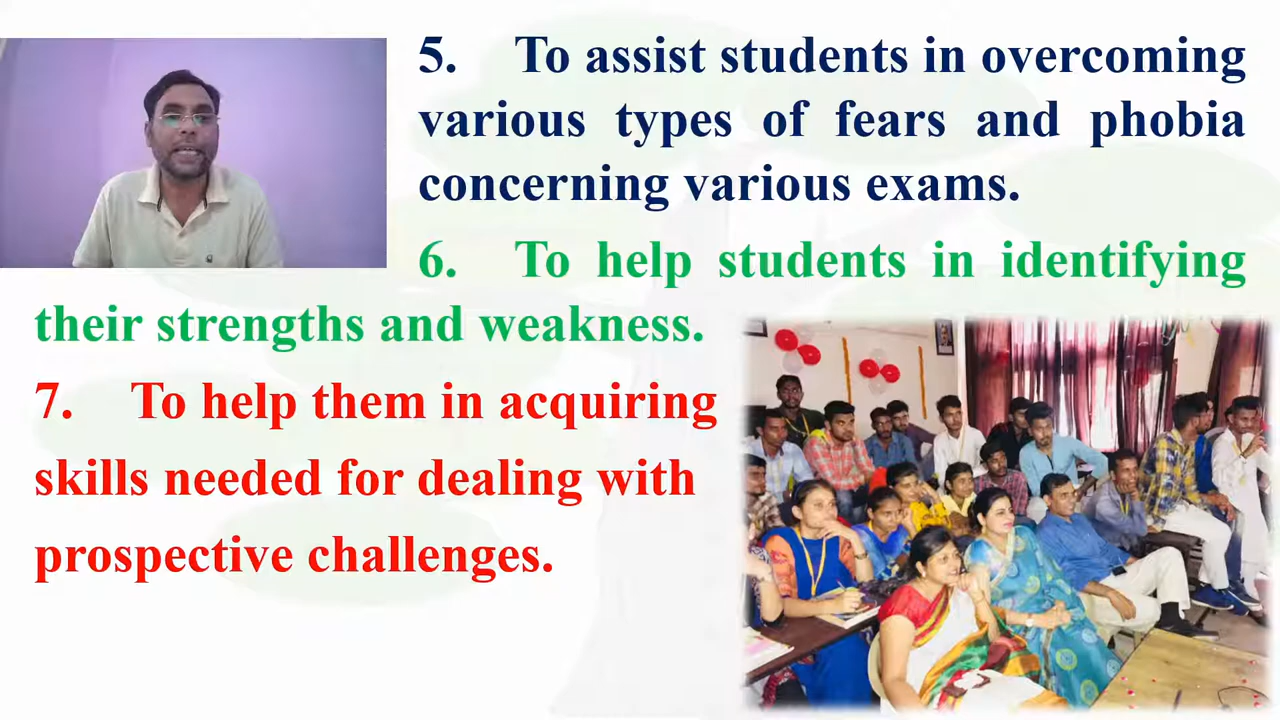 5. To assist students in overcoming
various types of fears and phobia
concerning various exams.
6. To help students in identifying
their strengths and weakness.
7. To help them in acquiring
skills needed for dealing with
prospective challenges.